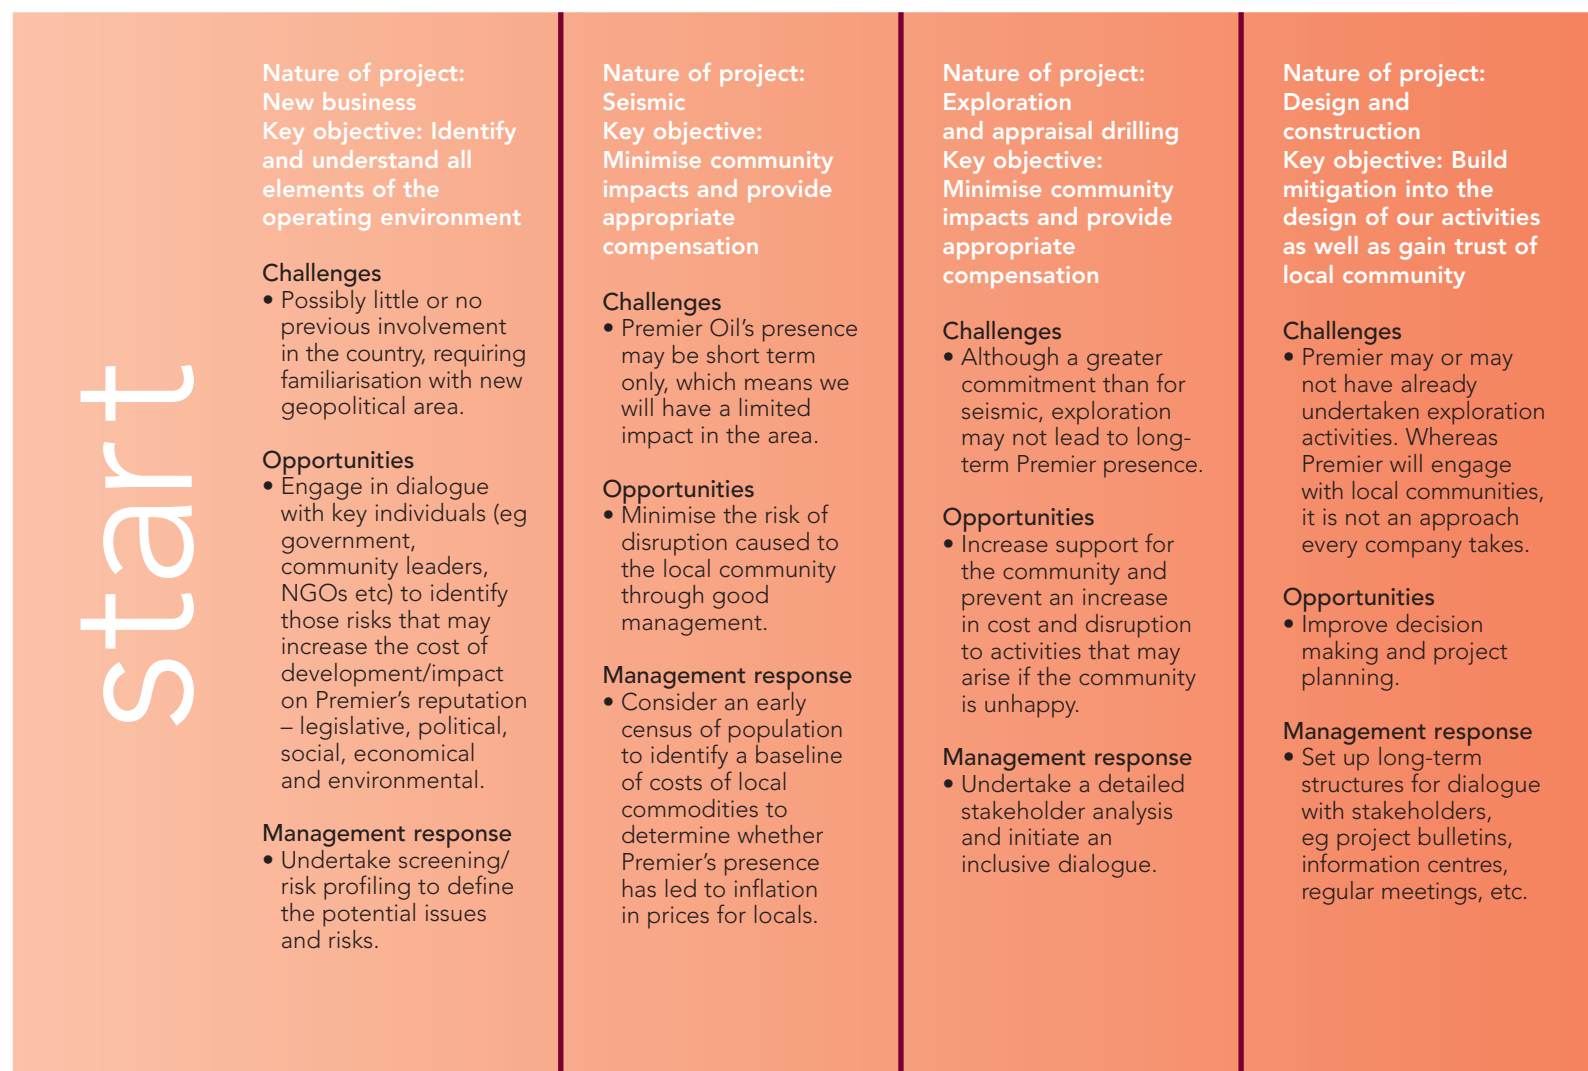 start
Nature of project:
New business
Key objective: Identify
and understand all
elements of the
operating environment
Challenges
• Possibly little or no
previous involvement
in the country, requiring
familiarisation with new
geopolitical area.
Opportunities
• Engage in dialogue
with key individuals (eg
government,
community leaders,
NGOs etc) to identify
those risks that may
increase the cost of
development/impact
on Premier’s reputation
– legislative, political,
social, economical
and environmental.
Management response
• Undertake screening/
risk profiling to define
the potential issues
and risks.
Nature of project:
Seismic
Key objective:
Minimise community
impacts and provide
appropriate
compensation
Challenges
• Premier Oil’s presence
may be short term
only, which means we
will have a limited
impact in the area.
Opportunities
• Minimise the risk of
disruption caused to
the local community
through good
management.
Management response
• Consider an early
census of population
to identify a baseline
of costs of local
commodities to
determine whether
Premier’s presence
has led to inflation
in prices for locals.
Nature of project:
Exploration
and appraisal drilling
Key objective:
Minimise community
impacts and provide
appropriate
compensation
Challenges
• Although a greater
commitment than for
seismic, exploration
may not lead to long-
term Premier presence.
Opportunities
• Increase support for
the community and
prevent an increase
in cost and disruption
to activities that may
arise if the community
is unhappy.
Management response
• Undertake a detailed
stakeholder analysis
and initiate an
inclusive dialogue.
Nature of project:
Design and
construction
Key objective: Build
mitigation into the
design of our activities
as well as gain trust of
local community
Challenges
• Premier may or may
not have already
undertaken exploration
activities. Whereas
Premier will engage
with local communities,
it is not an approach
every company takes.
Opportunities
• Improve decision
making and project
planning.
Management response
• Set up long-term
structures for dialogue
with stakeholders,
eg project bulletins,
information centres,
regular meetings, etc.